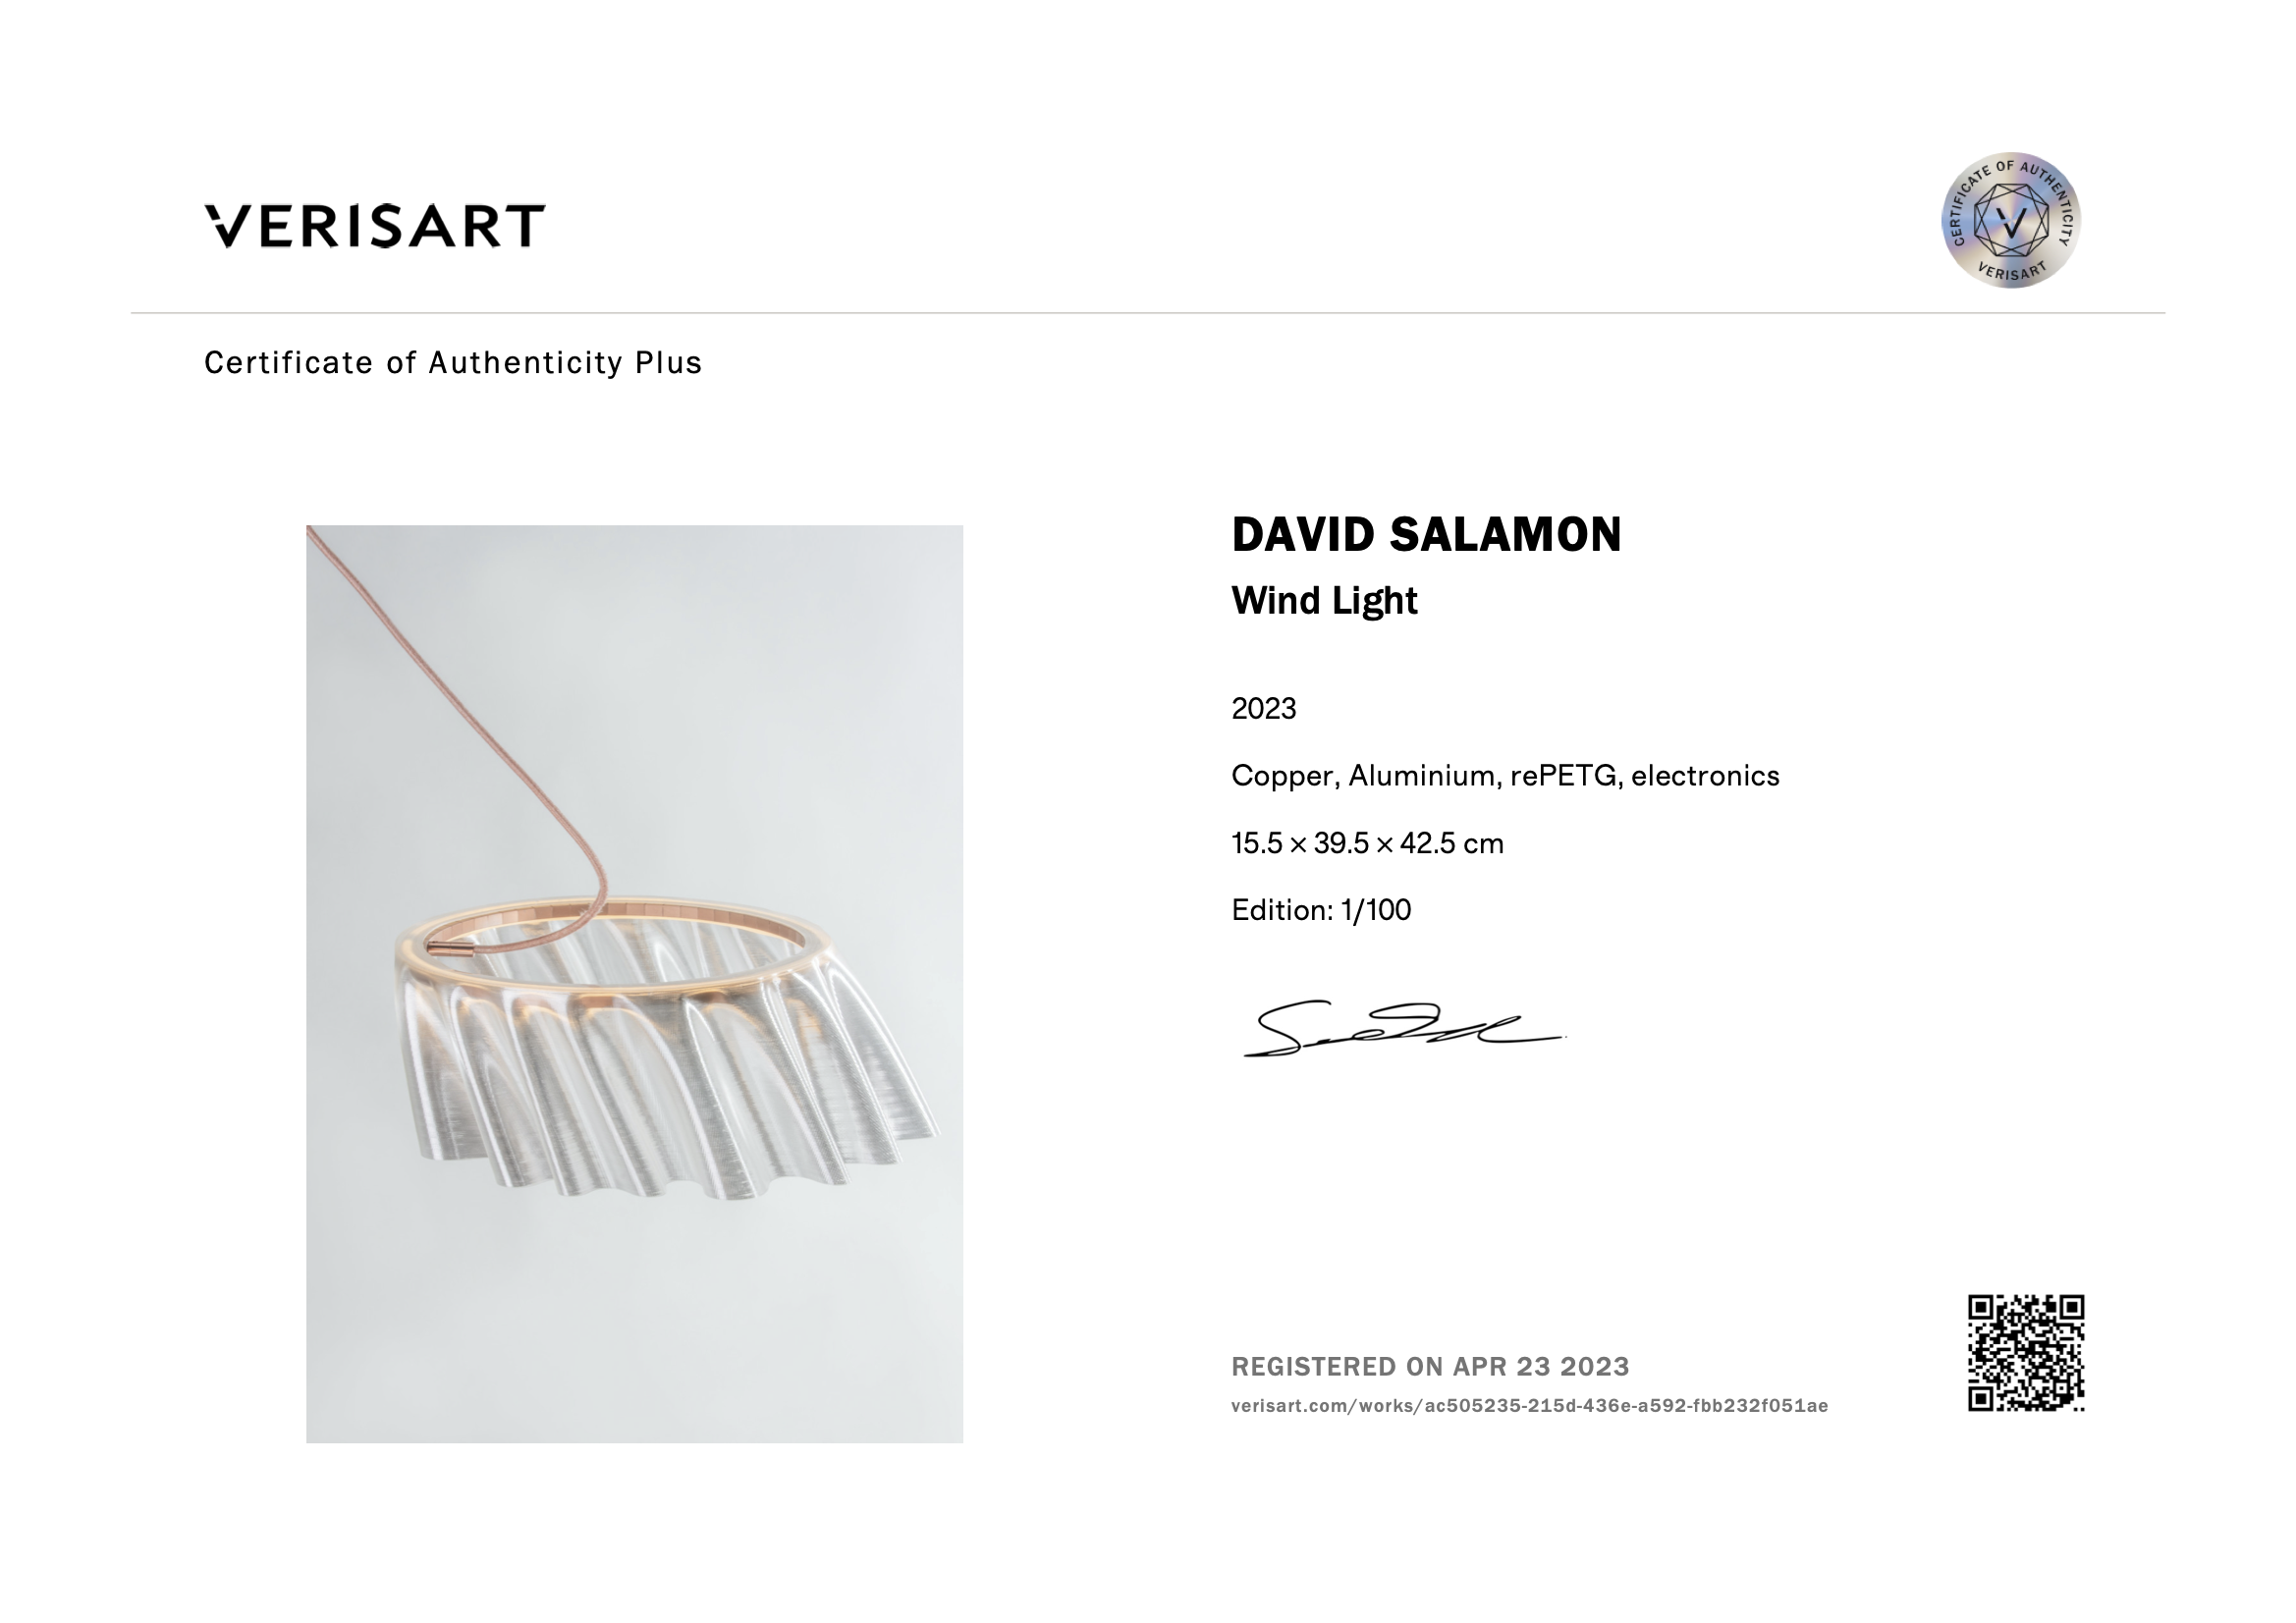 VERISART
CERTIFICATE OF AUTHENTICITY
VERISART
Certificate of Authenticity Plus
DAVID SALAMON
Wind Light
2023
Copper, Aluminium, rePETG, electronics
15.5 × 39.5 × 42.5 cm
Edition: 1/100
REGISTERED ON APR 23 2023
verisart.com/works/ac505235-215d-436e-a592-fbb232f051ae